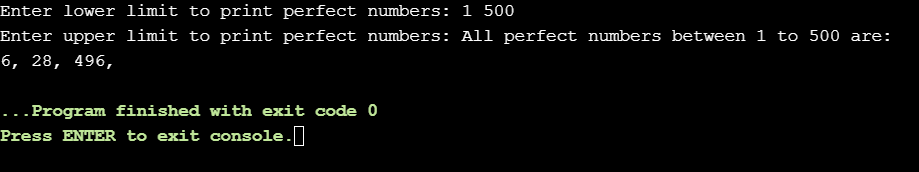 Enter lower limit to print perfect numbers: 1 500
Enter upper limit to print perfect numbers: All perfect numbers between 1 to 500 are:
6, 28, 496,
...Program finished with exit code 0
Press ENTER to exit console.